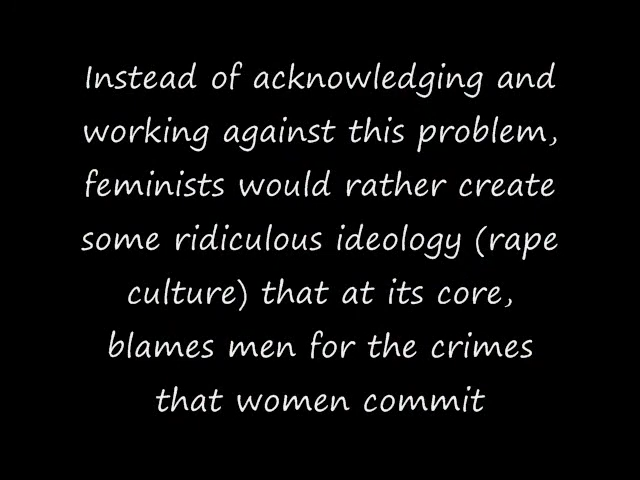 Instead of acknowledging and
working against this problem,
feminists would rather create
some ridiculous ideology (rape
culture) that at its core,
blames men for the crimes
that women commit